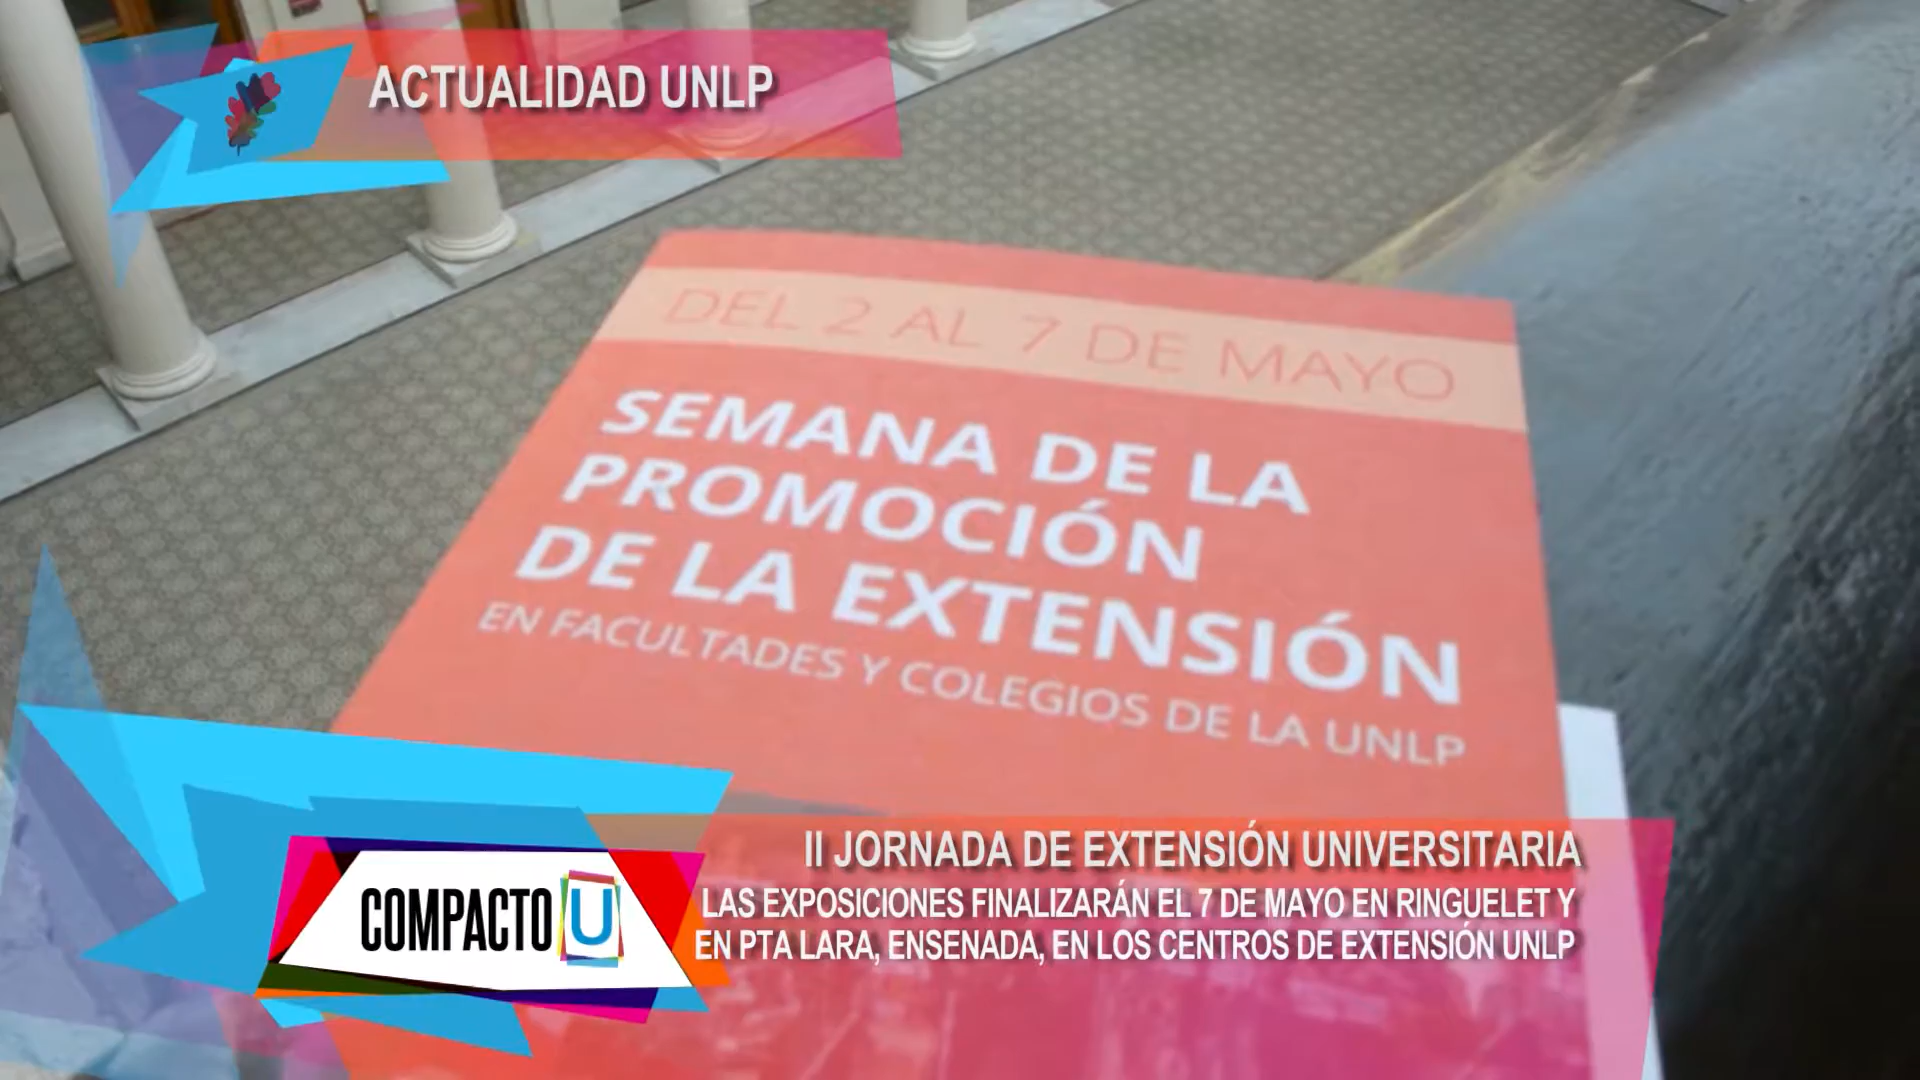 ACTUALIDAD UNLP
DEL 2 AL 7 DE MAYO
SEMANA DE LA
PROMOCIÓN
DE LA EXTENSIÓN
EN FACULTADES Y COLEGIOS DE LA UNLP
II JORNADA DE EXTENSIÓN UNIVERSITARIA
LAS EXPOSICIONES FINALIZARÁN EL 7 DE MAYO EN RINGUELET Y
EN PTA LARA, ENSENADA, EN LOS CENTROS DE EXTENSIÓN UNLP
COMPACTO U